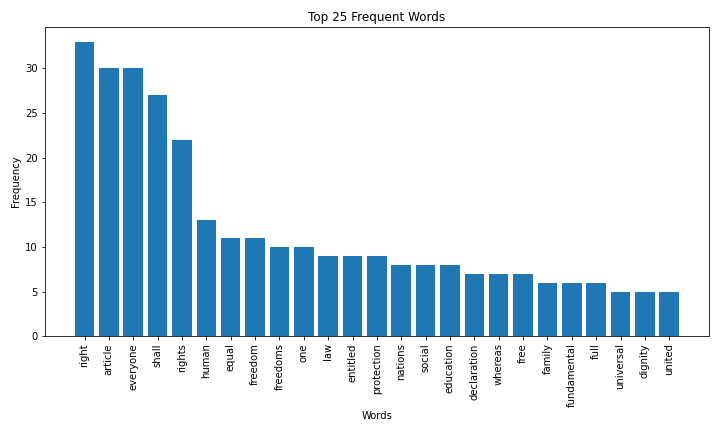 Top 25 Frequent Words
Frequency
30
25
20
15
10
5
0
right
article
everyone
shall
rights
human
equal
freedom
freedoms
one
law
entitled
protection
nations
social
education
declaration
whereas
free
family
fundamental
full
universal
dignity
united
Words